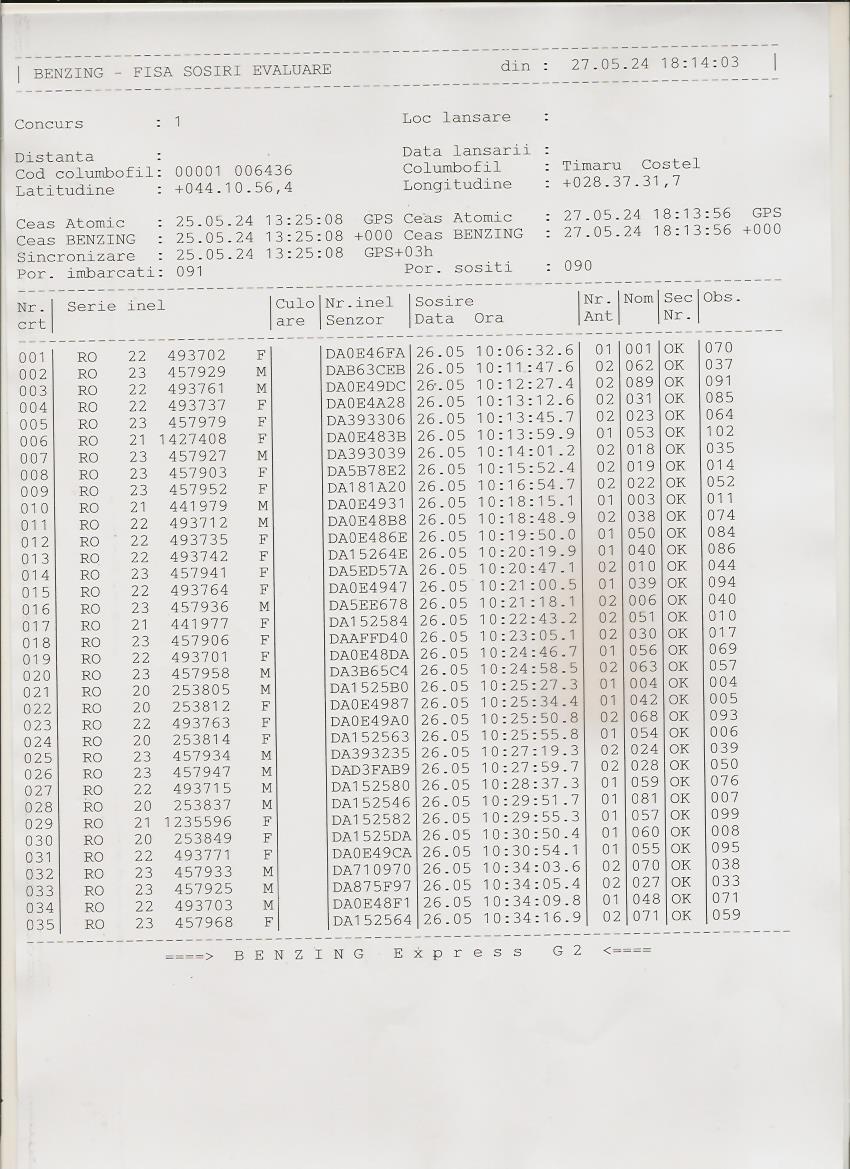 BENZING - FISA SOSIRI EVALUARE din : 27.05.24 18:14:03
Concurs : 1 Loc lansare :
Distanta : Data lansarii :
Cod columbofil: 00001 006436 Columbofil : Timaru Costel
Latitudine : +044.10.56,4 Longitudine : +028.37.31,7
Ceas Atomic : 25.05.24 13:25:08 GPS Ceas Atomic : 27.05.24 18:13:56 GPS
Ceas BENZING : 25.05.24 13:25:08 +000 Ceas BENZING : 27.05.24 18:13:56 +000
Sincronizare : 25.05.24 13:25:08 GPS+03h
Por. imbarcati: 091 Por. sositi : 090
Nr. Serie inel Culo Nr.inel Sosire Nr. Nom Sec Obs.
crt are Senzor Data Ora Ant Nr.
001 RO 22 493702 F DA0E46FA 26.05 10:06:32.6 01 001 OK 070
002 RO 23 457929 M DAB63CEB 26.05 10:11:47.6 02 062 OK 037
003 RO 22 493761 M DA0E49DC 26.05 10:12:27.4 02 089 OK 091
004 RO 22 493737 F DA0E4A28 26.05 10:13:12.6 02 031 OK 085
005 RO 23 457979 F DA393306 26.05 10:13:45.7 02 023 OK 064
006 RO 21 1427408 F DA0E483B 26.05 10:13:59.9 01 053 OK 102
007 RO 23 457927 M DA393039 26.05 10:14:01.2 02 018 OK 035
008 RO 23 457903 F DA5B78E2 26.05 10:15:52.4 02 019 OK 014
009 RO 23 457952 F DA181A20 26.05 10:16:54.7 02 022 OK 052
010 RO 21 441979 M DA0E4931 26.05 10:18:15.1 01 003 OK 011
011 RO 22 493712 M DA0E48B8 26.05 10:18:48.9 02 038 OK 074
012 RO 22 493735 F DA0E486E 26.05 10:19:50.0 01 050 OK 084
013 RO 22 493742 F DA15264E 26.05 10:20:19.9 01 040 OK 086
014 RO 23 457941 F DA5ED57A 26.05 10:20:47.1 02 010 OK 044
015 RO 22 493764 F DA0E4947 26.05 10:21:00.5 01 039 OK 094
016 RO 23 457936 M DA5EE678 26.05 10:21:18.1 02 006 OK 040
017 RO 21 441977 F DA152584 26.05 10:22:43.2 02 051 OK 010
018 RO 23 457906 F DAAFFD40 26.05 10:23:05.1 02 030 OK 017
019 RO 22 493701 F DA0E48DA 26.05 10:24:46.7 01 056 OK 069
020 RO 23 457958 M DA3B65C4 26.05 10:24:58.5 02 063 OK 057
021 RO 20 253805 M DA1525B0 26.05 10:25:27.3 01 004 OK 004
022 RO 20 253812 F DA0E4987 26.05 10:25:34.4 01 042 OK 005
023 RO 22 493763 F DA0E49A0 26.05 10:25:50.8 02 068 OK 093
024 RO 20 253814 F DA152563 26.05 10:25:55.8 01 054 OK 006
025 RO 23 457934 M DA393235 26.05 10:27:19.3 02 024 OK 039
026 RO 23 457947 M DAD3FAB9 26.05 10:27:59.7 02 028 OK 050
027 RO 22 493715 M DA152580 26.05 10:28:37.3 01 059 OK 076
028 RO 20 253837 M DA152546 26.05 10:29:51.7 01 081 OK 007
029 RO 21 1235596 F DA152582 26.05 10:29:55.3 01 057 OK 099
030 RO 20 253849 F DA1525DA 26.05 10:30:50.4 01 060 OK 008
031 RO 22 493771 F DA0E49CA 26.05 10:30:54.1 01 055 OK 095
032 RO 23 457933 M DA710970 26.05 10:34:03.6 02 070 OK 038
033 RO 23 457925 M DA875F97 26.05 10:34:05.4 02 027 OK 033
034 RO 22 493703 M DA0E48F1 26.05 10:34:09.8 01 048 OK 071
035 RO 23 457968 F DA152564 26.05 10:34:16.9 02 071 OK 059
====> B E N Z I N G E x p r e s s G 2 <====